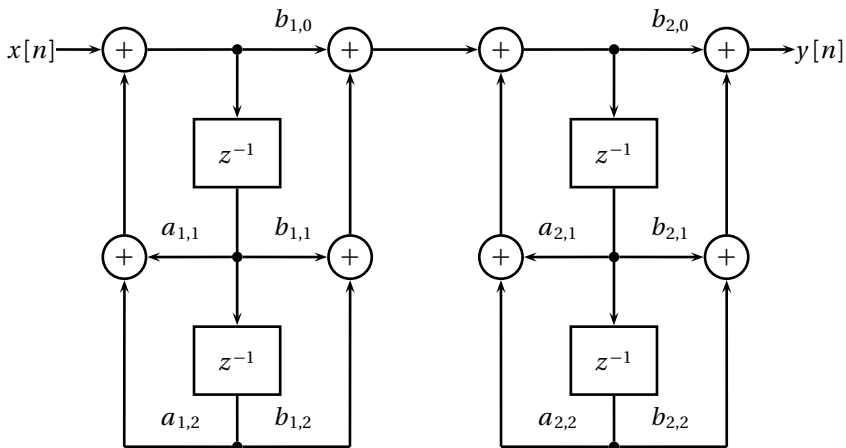 b₁,₀ b₂,₀
x[n] + + + + y[n]
z⁻¹ z⁻¹
a₁,₁ b₁,₁ a₂,₁ b₂,₁
+ + + +
z⁻¹ z⁻¹
a₁,₂ b₁,₂ a₂,₂ b₂,₂